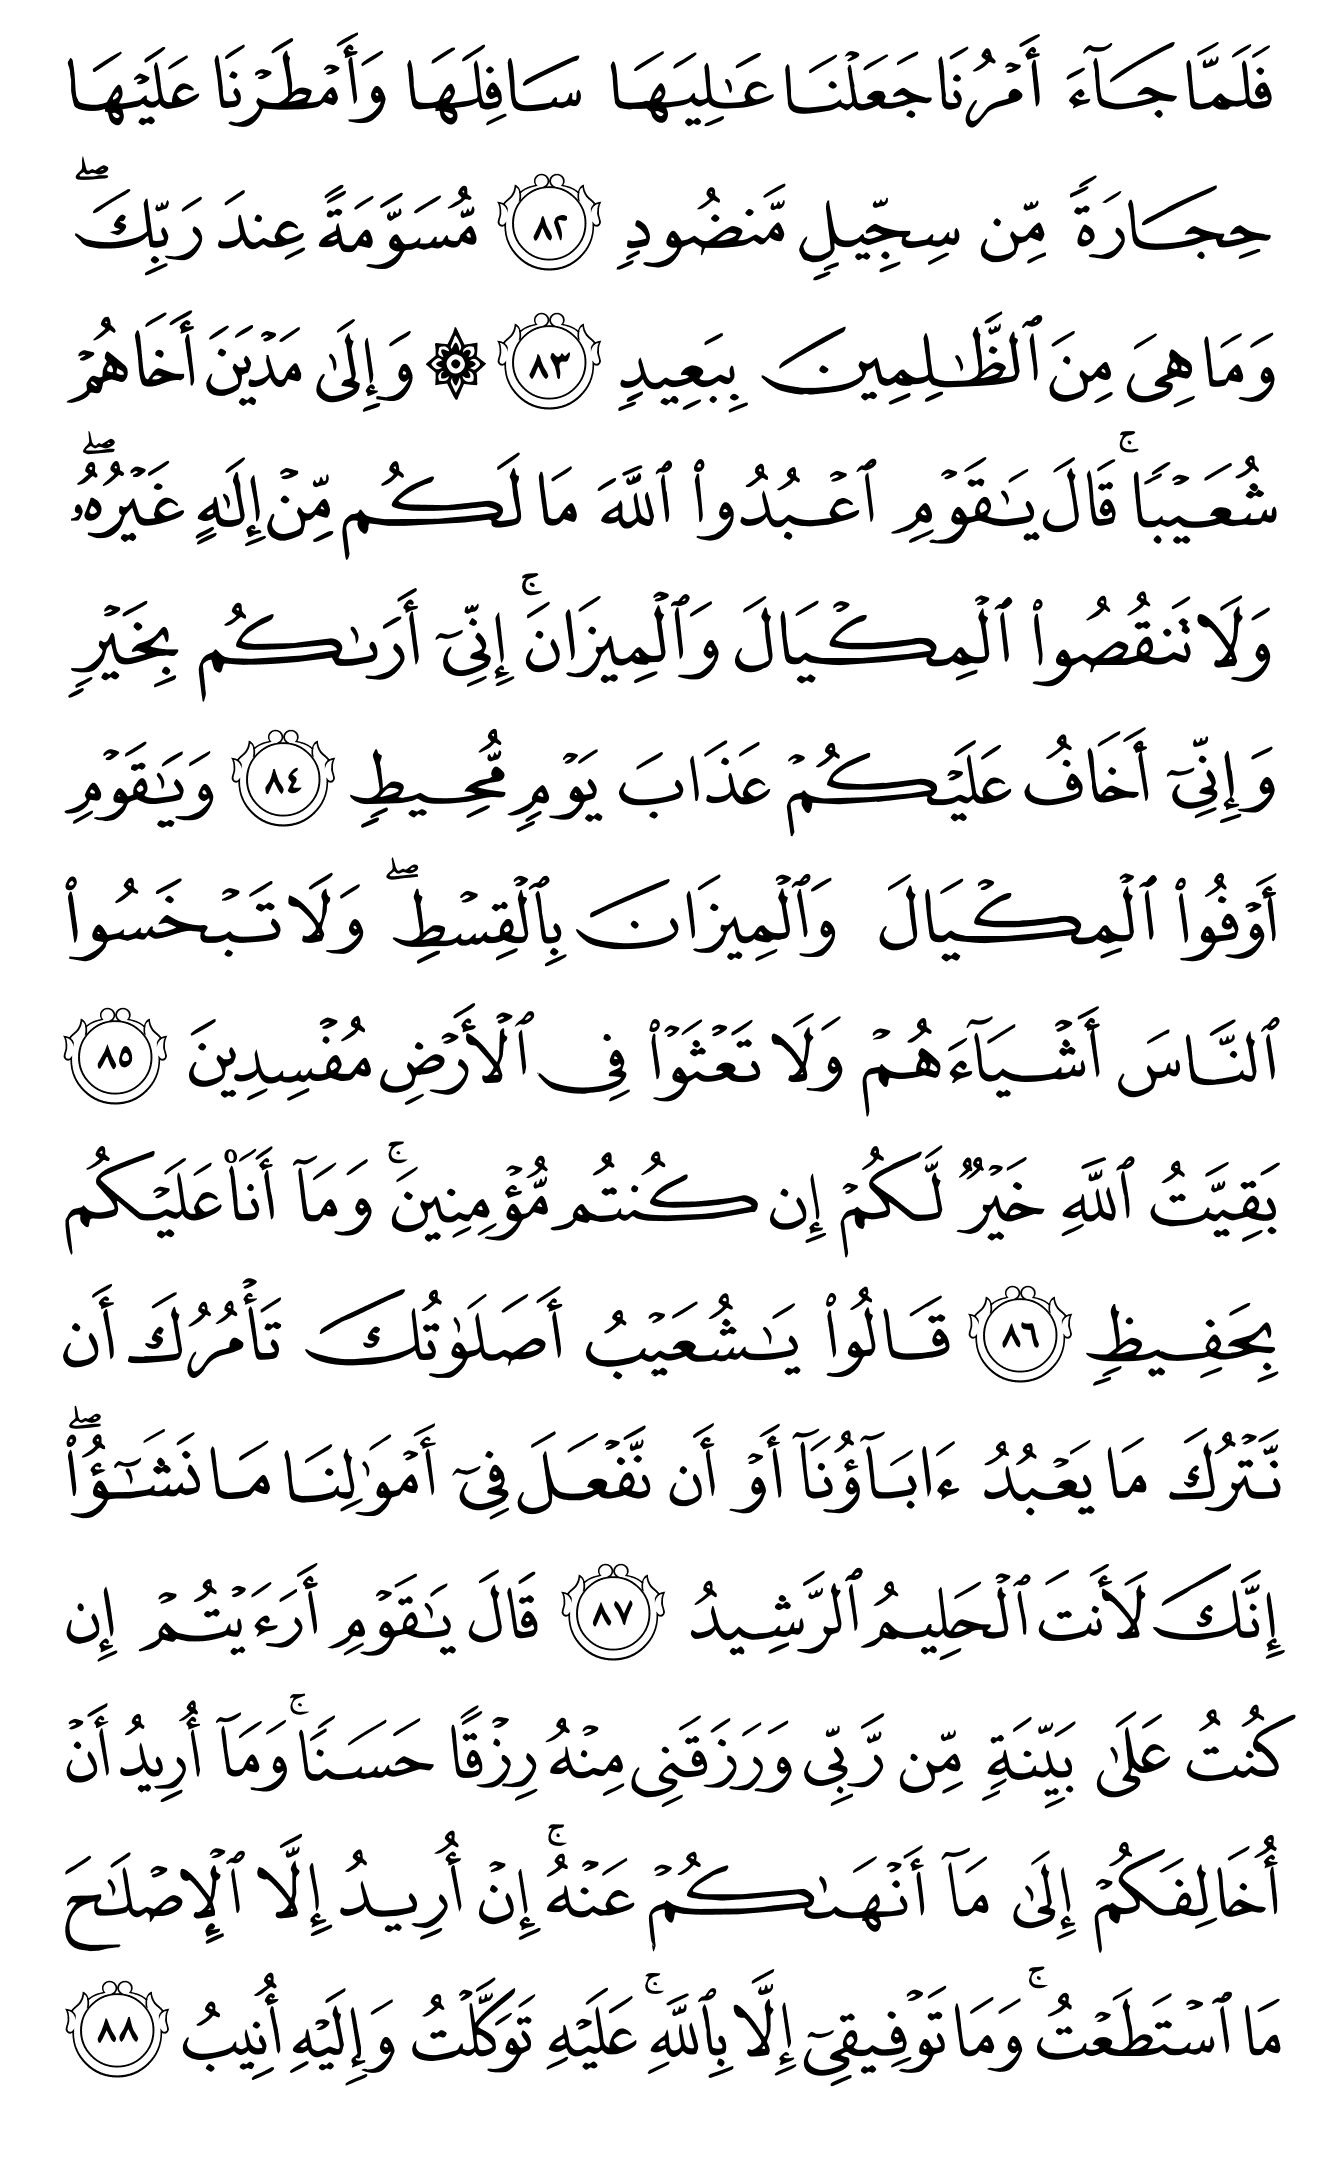 فَلَمَّا جَآءَ أَمْرُنَا جَعَلْنَا عَـٰلِيَهَا سَافِلَهَا وَأَمْطَرْنَا عَلَيْهَا
حِجَارَةً مِّن سِجِّيلٍ مَّنضُودٍ ٨٢ مُّسَوَّمَةً عِندَ رَبِّكَ ۖ
وَمَا هِىَ مِنَ ٱلظَّـٰلِمِينَ بِبَعِيدٍ ٨٣ ۞ وَإِلَىٰ مَدْيَنَ أَخَاهُمْ
شُعَيْبًا ۚ قَالَ يَـٰقَوْمِ ٱعْبُدُوا۟ ٱللَّهَ مَا لَكُم مِّنْ إِلَـٰهٍ غَيْرُهُۥ ۖ
وَلَا تَنقُصُوا۟ ٱلْمِكْيَالَ وَٱلْمِيزَانَ ۚ إِنِّىٓ أَرَىٰكُم بِخَيْرٍ
وَإِنِّىٓ أَخَافُ عَلَيْكُمْ عَذَابَ يَوْمٍ مُّحِيطٍ ٨٤ وَيَـٰقَوْمِ
أَوْفُوا۟ ٱلْمِكْيَالَ وَٱلْمِيزَانَ بِٱلْقِسْطِ ۖ وَلَا تَبْخَسُوا۟
ٱلنَّاسَ أَشْيَآءَهُمْ وَلَا تَعْثَوْا۟ فِى ٱلْأَرْضِ مُفْسِدِينَ ٨٥
بَقِيَّتُ ٱللَّهِ خَيْرٌ لَّكُمْ إِن كُنتُم مُّؤْمِنِينَ ۚ وَمَآ أَنَا۠ عَلَيْكُم
بِحَفِيظٍ ٨٦ قَالُوا۟ يَـٰشُعَيْبُ أَصَلَوٰتُكَ تَأْمُرُكَ أَن
نَّتْرُكَ مَا يَعْبُدُ ءَابَآؤُنَآ أَوْ أَن نَّفْعَلَ فِىٓ أَمْوَٰلِنَا مَا نَشَـٰٓؤُا۟ ۖ
إِنَّكَ لَأَنتَ ٱلْحَلِيمُ ٱلرَّشِيدُ ٨٧ قَالَ يَـٰقَوْمِ أَرَءَيْتُمْ إِن
كُنتُ عَلَىٰ بَيِّنَةٍ مِّن رَّبِّى وَرَزَقَنِى مِنْهُ رِزْقًا حَسَنًا ۚ وَمَآ أُرِيدُ أَنْ
أُخَالِفَكُمْ إِلَىٰ مَآ أَنْهَىٰكُمْ عَنْهُ ۚ إِنْ أُرِيدُ إِلَّا ٱلْإِصْلَـٰحَ
مَا ٱسْتَطَعْتُ ۚ وَمَا تَوْفِيقِىٓ إِلَّا بِٱللَّهِ ۚ عَلَيْهِ تَوَكَّلْتُ وَإِلَيْهِ أُنِيبُ ٨٨